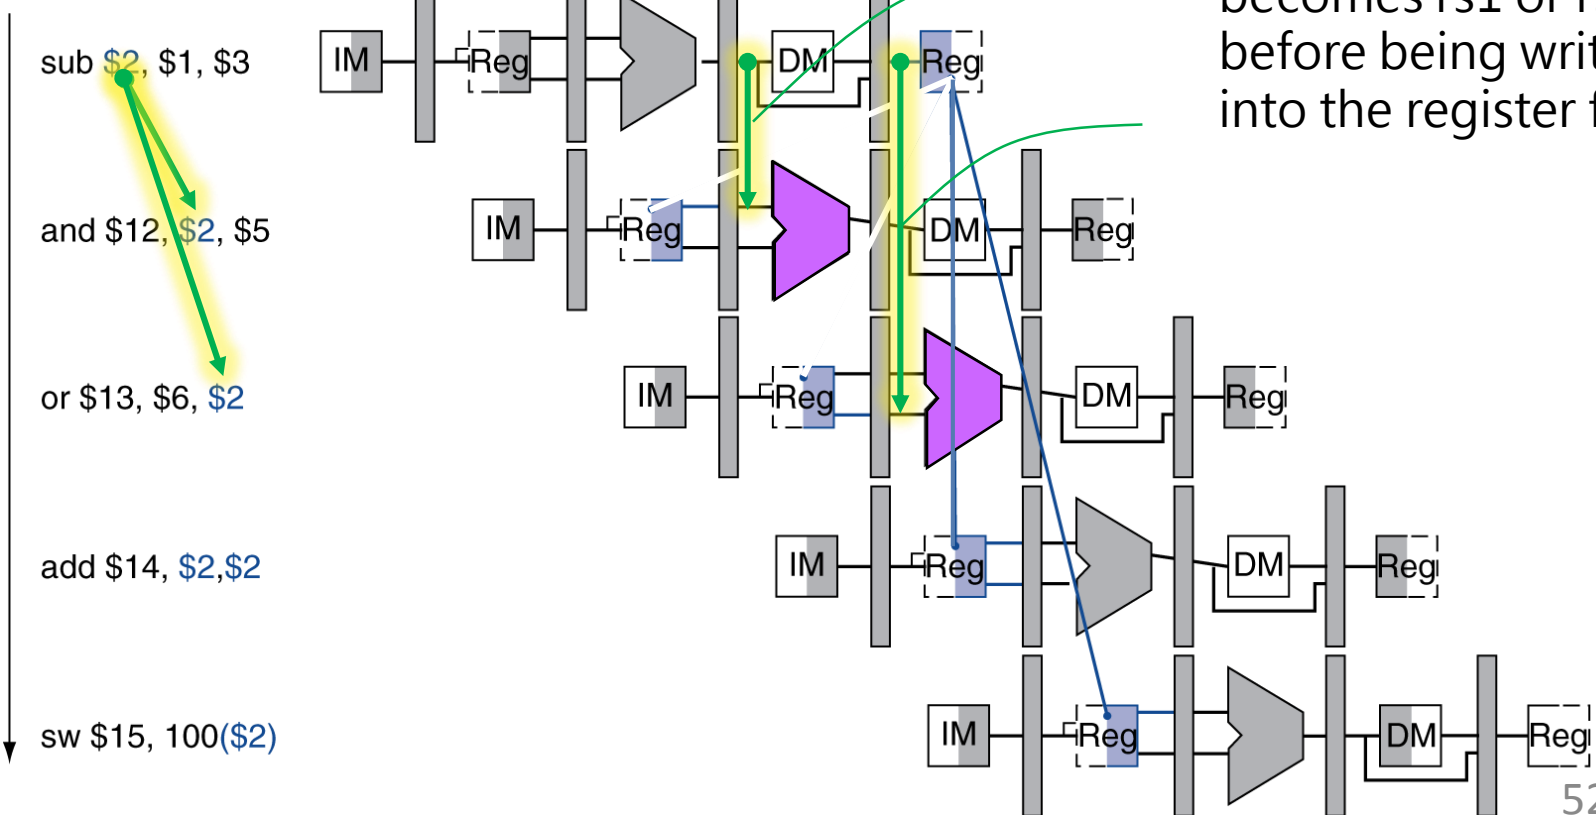 before being writ
into the register f
sub $2, $1, $3
IM Reg DM Reg
and $12, $2, $5
IM Reg DM Reg
or $13, $6, $2
IM Reg DM Reg
add $14, $2,$2
IM Reg DM Reg
sw $15, 100($2)
IM Reg DM Reg
52